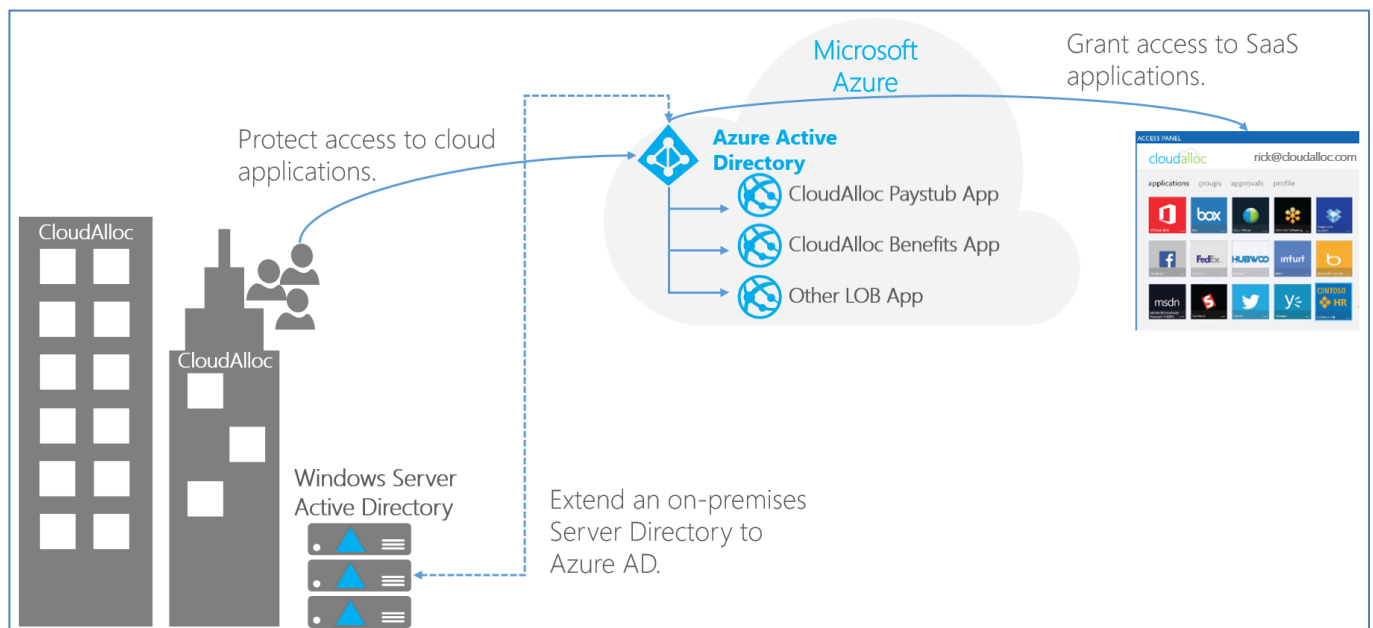 Microsoft
Azure
Grant access to SaaS
applications.
Protect access to cloud
applications.
Azure Active
Directory
CloudAlloc Paystub App
CloudAlloc Benefits App
Other LOB App
ACCESS PANEL
cloudalloc
rick@cloudalloc.com
applications groups approvals profile
box
FedEx
HUBWOO
intuit
msdn
CONTOSO
HR
CloudAlloc
CloudAlloc
Windows Server
Active Directory
Extend an on-premises
Server Directory to
Azure AD.